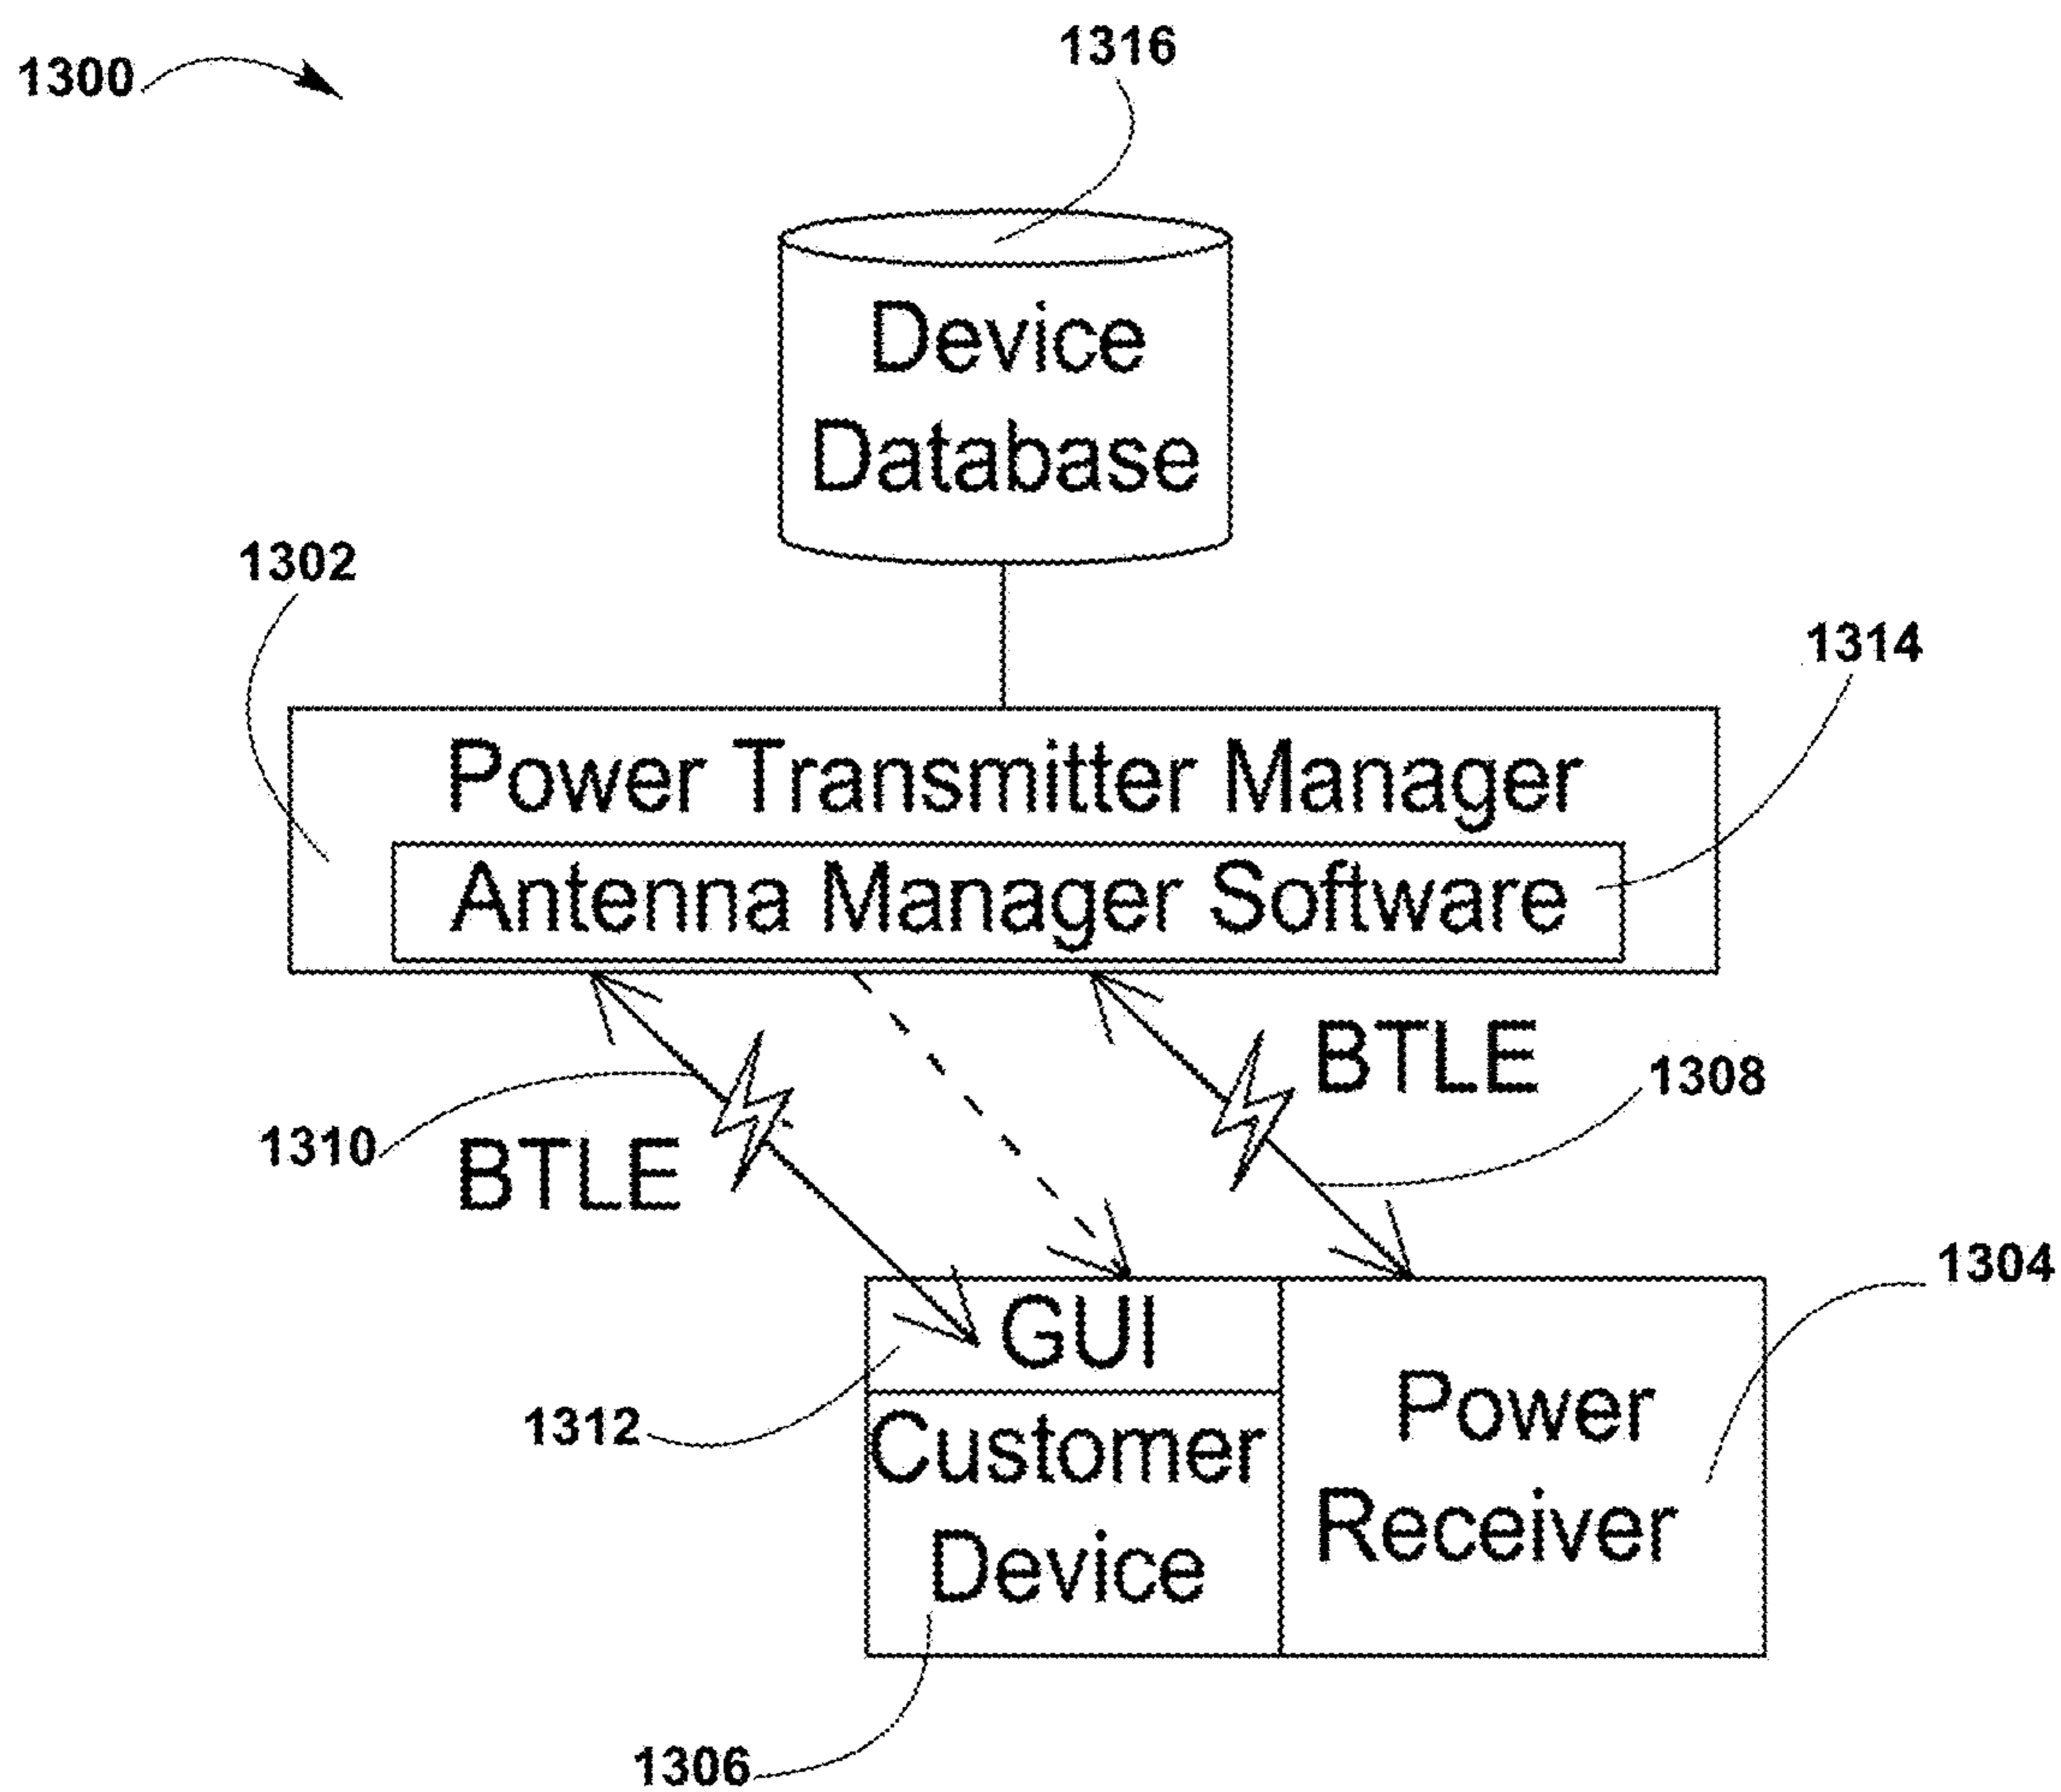 1300
1316
Device
Database
1302
1314
Power Transmitter Manager
Antenna Manager Software
BTLE
1308
1310
BTLE
1304
GUI
1312
Customer
Device
Power
Receiver
1306